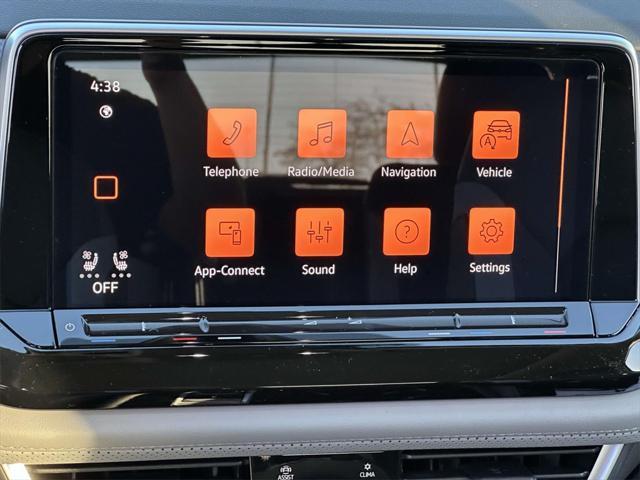 4:38
Telephone Radio/Media Navigation Vehicle
App-Connect Sound Help Settings
OFF
ASSIST CLIMA